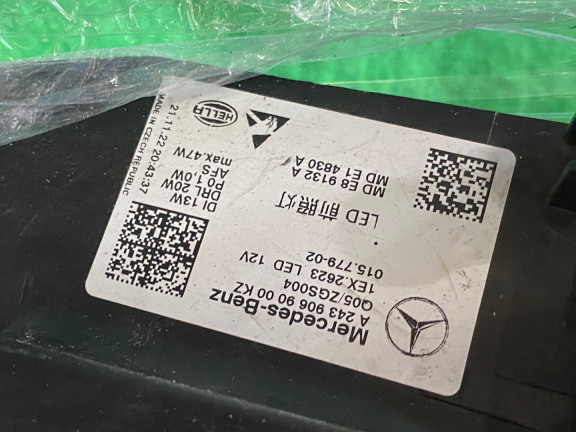 Mercedes-Benz
A 243 906 90 00 KZ
Q05/ZGS004
1EX.2623 LED 12V
015.779-02
LED 前照灯
MD E8 9132 A
MD E1 4830 A
DI 13W
DRL 20W
Po 1.0W
AFS
max.47W
HELLA
21.11.22 20:43:37
MADE IN CZECH REPUBLIC